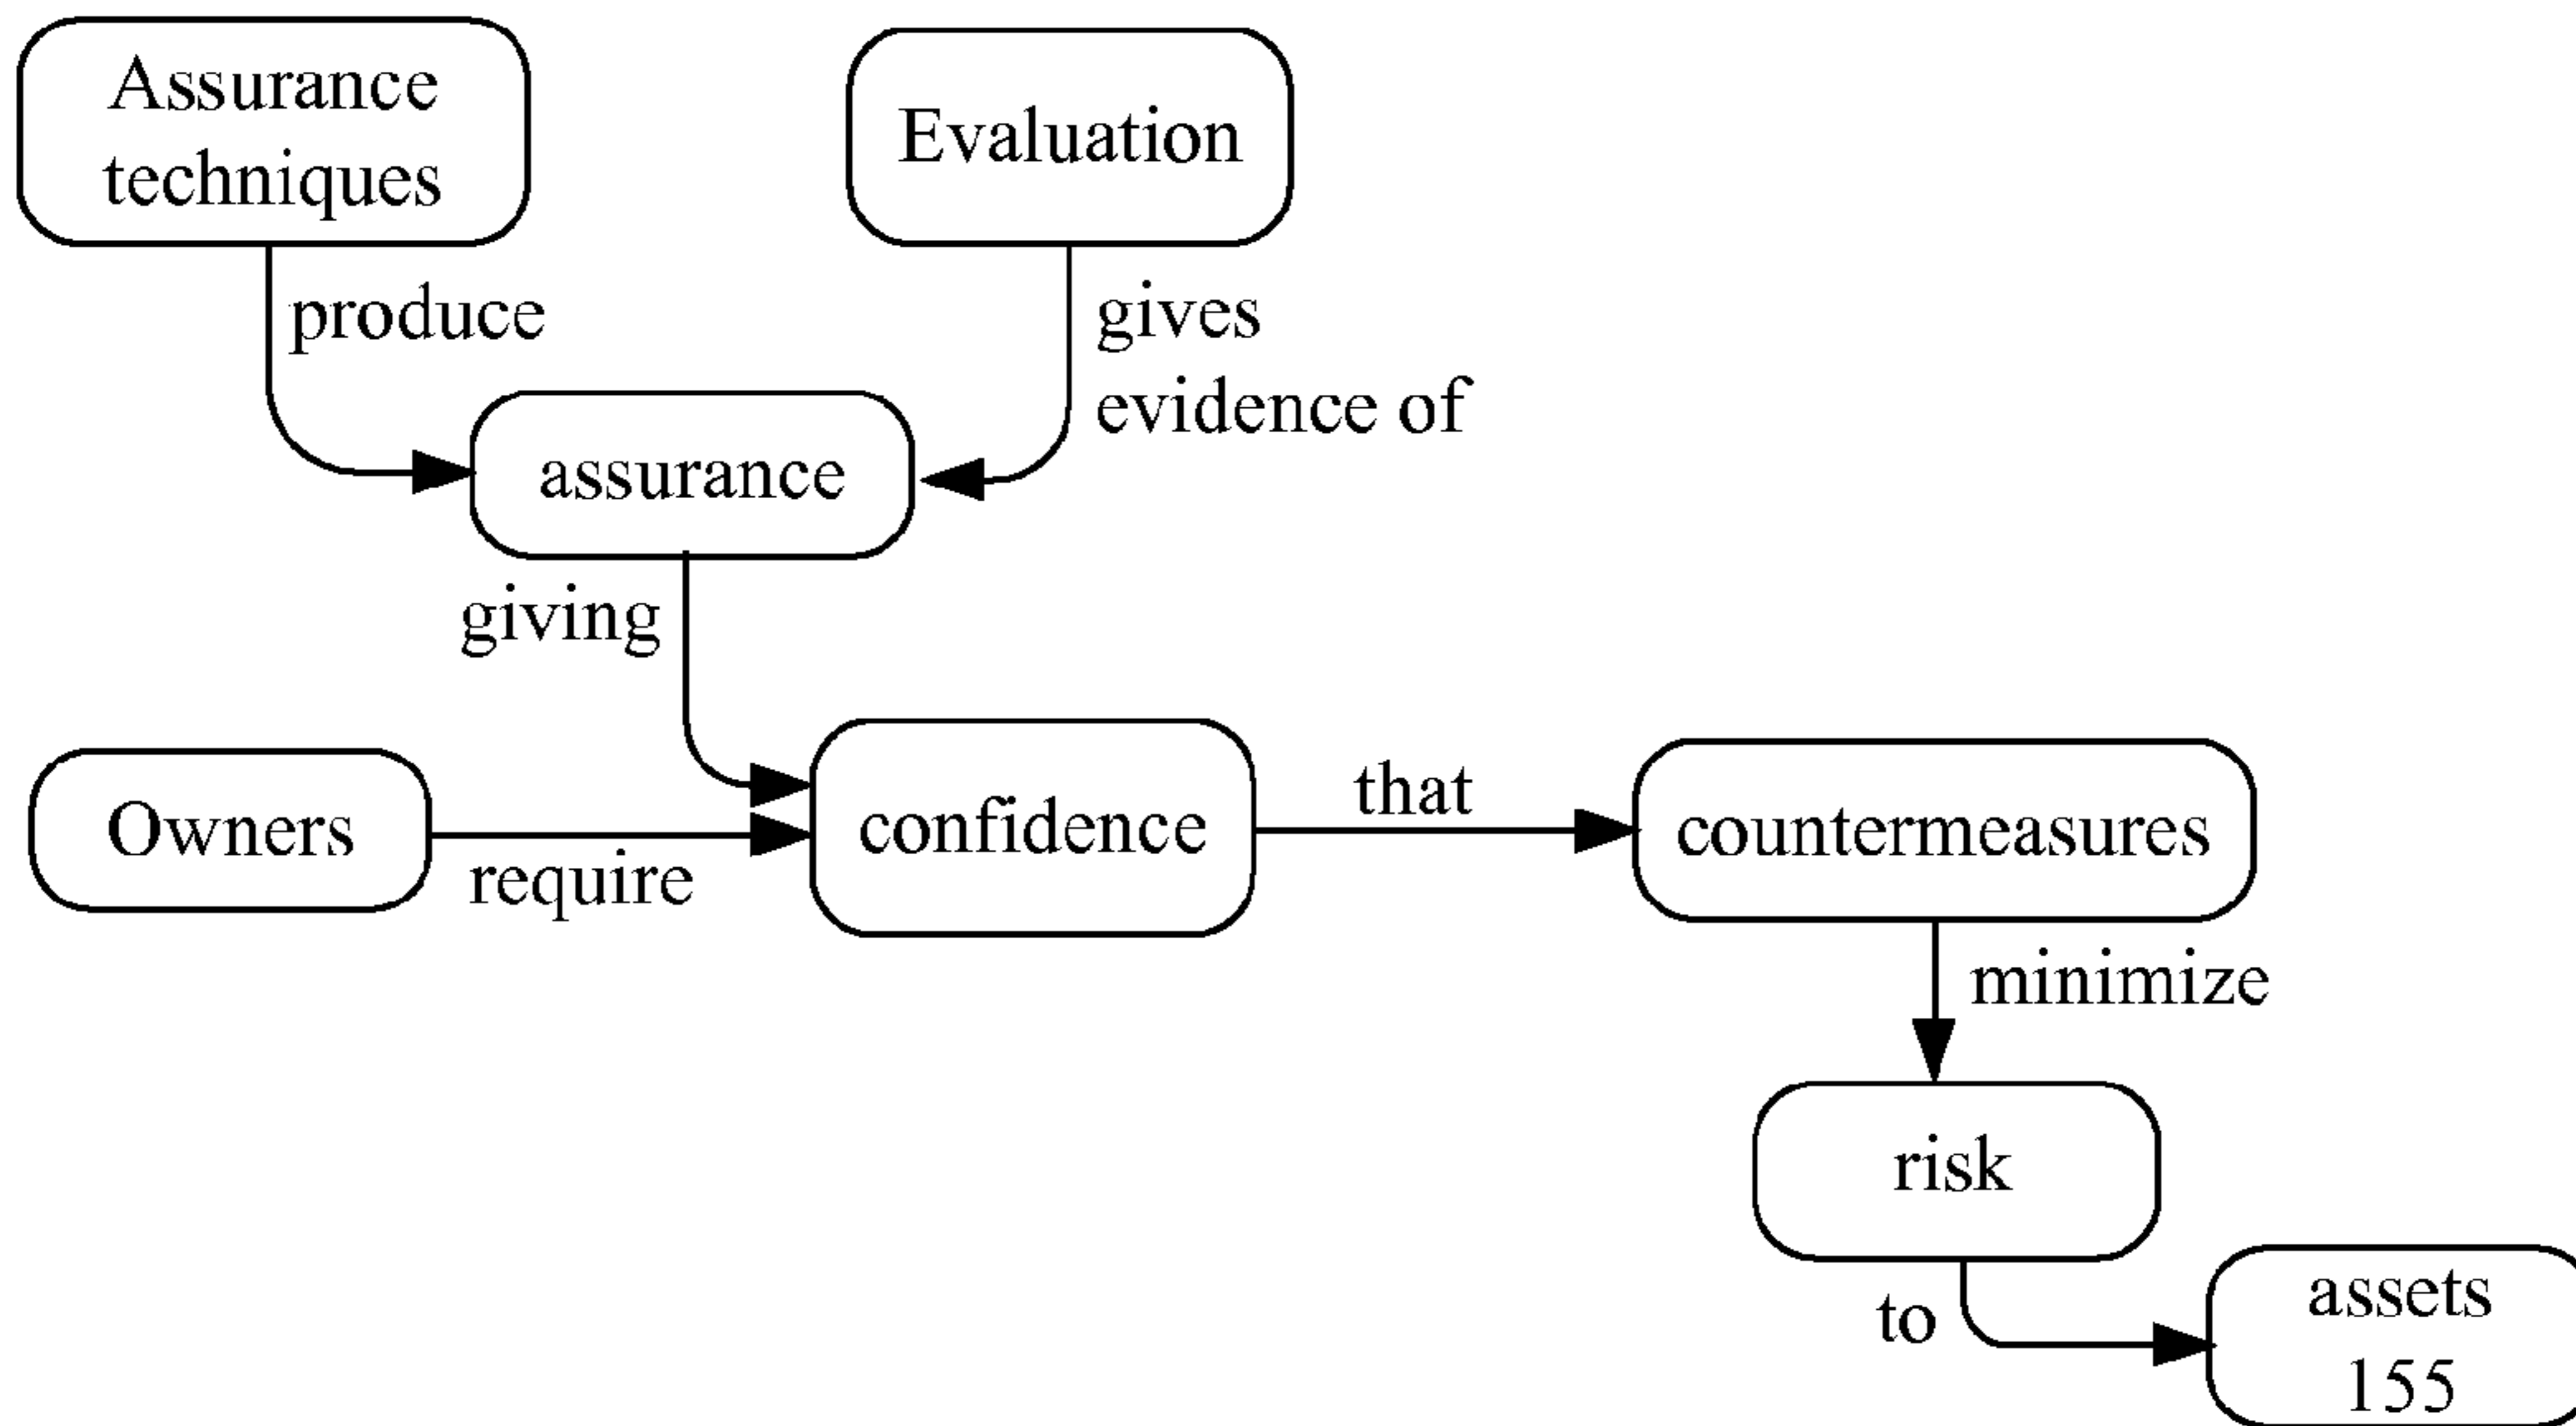 Assurance
techniques
Evaluation
produce
gives
evidence of
assurance
giving
Owners
require
confidence
that
countermeasures
minimize
risk
to
assets
155